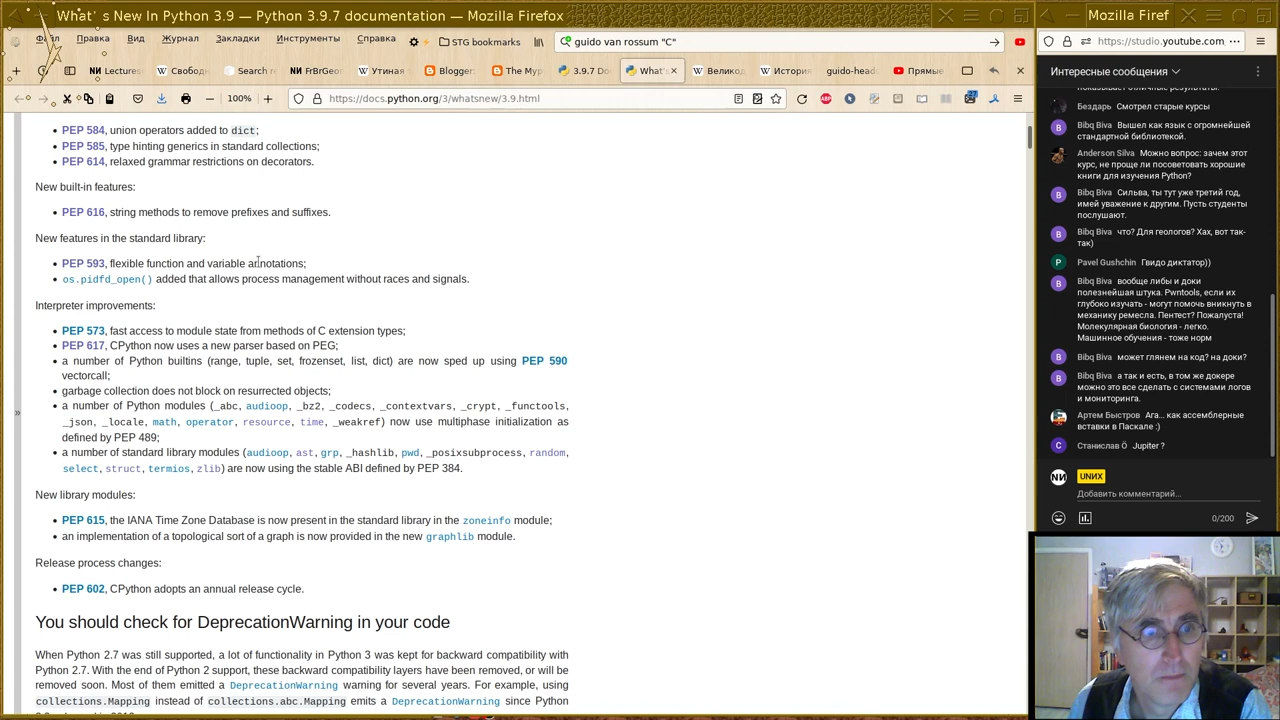 What's New In Python 3.9 — Python 3.9.7 documentation — Mozilla Firefox
Mozilla Firef
Файл Правка Вид Журнал Закладки Инструменты Справка STG bookmarks guido van rossum "C"
https://studio.youtube.com
Lectures Свобод Search re FrBrGeo Утиная Blogger: The Myp 3.9.7 Do What's Великод История guido-heads Прямые
100% https://docs.python.org/3/whatsnew/3.9.html
PEP 584, union operators added to dict;
PEP 585, type hinting generics in standard collections;
PEP 614, relaxed grammar restrictions on decorators.
New built-in features:
PEP 616, string methods to remove prefixes and suffixes.
New features in the standard library:
PEP 593, flexible function and variable annotations;
os.pidfd_open() added that allows process management without races and signals.
Interpreter improvements:
PEP 573, fast access to module state from methods of C extension types;
PEP 617, CPython now uses a new parser based on PEG;
a number of Python builtins (range, tuple, set, frozenset, list, dict) are now sped up using PEP 590
vectorcall;
garbage collection does not block on resurrected objects;
a number of Python modules (_abc, audioop, _bz2, _codecs, _contextvars, _crypt, _functools,
_json, _locale, math, operator, resource, time, _weakref) now use multiphase initialization as
defined by PEP 489;
a number of standard library modules (audioop, ast, grp, _hashlib, pwd, _posixsubprocess, random,
select, struct, termios, zlib) are now using the stable ABI defined by PEP 384.
New library modules:
PEP 615, the IANA Time Zone Database is now present in the standard library in the zoneinfo module;
an implementation of a topological sort of a graph is now provided in the new graphlib module.
Release process changes:
PEP 602, CPython adopts an annual release cycle.
You should check for DeprecationWarning in your code
When Python 2.7 was still supported, a lot of functionality in Python 3 was kept for backward compatibility with
Python 2.7. With the end of Python 2 support, these backward compatibility layers have been removed, or will be
removed soon. Most of them emitted a DeprecationWarning warning for several years. For example, using
collections.Mapping instead of collections.abc.Mapping emits a DeprecationWarning since Python
Интересные сообщения
Бездарь Смотрел старые курсы
Bibq Biva Вышел как язык с огромнейшей
стандартной библиотекой.
Anderson Silva Можно вопрос: зачем этот
курс, не проще ли посоветовать хорошие
книги для изучения Python?
Bibq Biva Сильва, ты тут уже третий год,
имей уважение к другим. Пусть студенты
послушают.
Bibq Biva что? Для геологов? Хах, вот так-
так)
Pavel Gushchin Гвидо диктатор))
Bibq Biva вообще либы и доки
полезнейшая штука. Pwntools, если их
глубоко изучать - могут помочь вникнуть в
механику ремесла. Пентест? Пожалуйста!
Молекулярная биология - легко.
Машинное обучения - тоже норм
Bibq Biva может глянем на код? на доки?
Bibq Biva а так и есть, в том же докере
можно это все сделать с системами логов
и мониторинга.
Артем Быстров Ага... как ассемблерные
вставки в Паскале :)
Станислав Ö Jupiter ?
UNИX
Добавить комментарий...
0/200